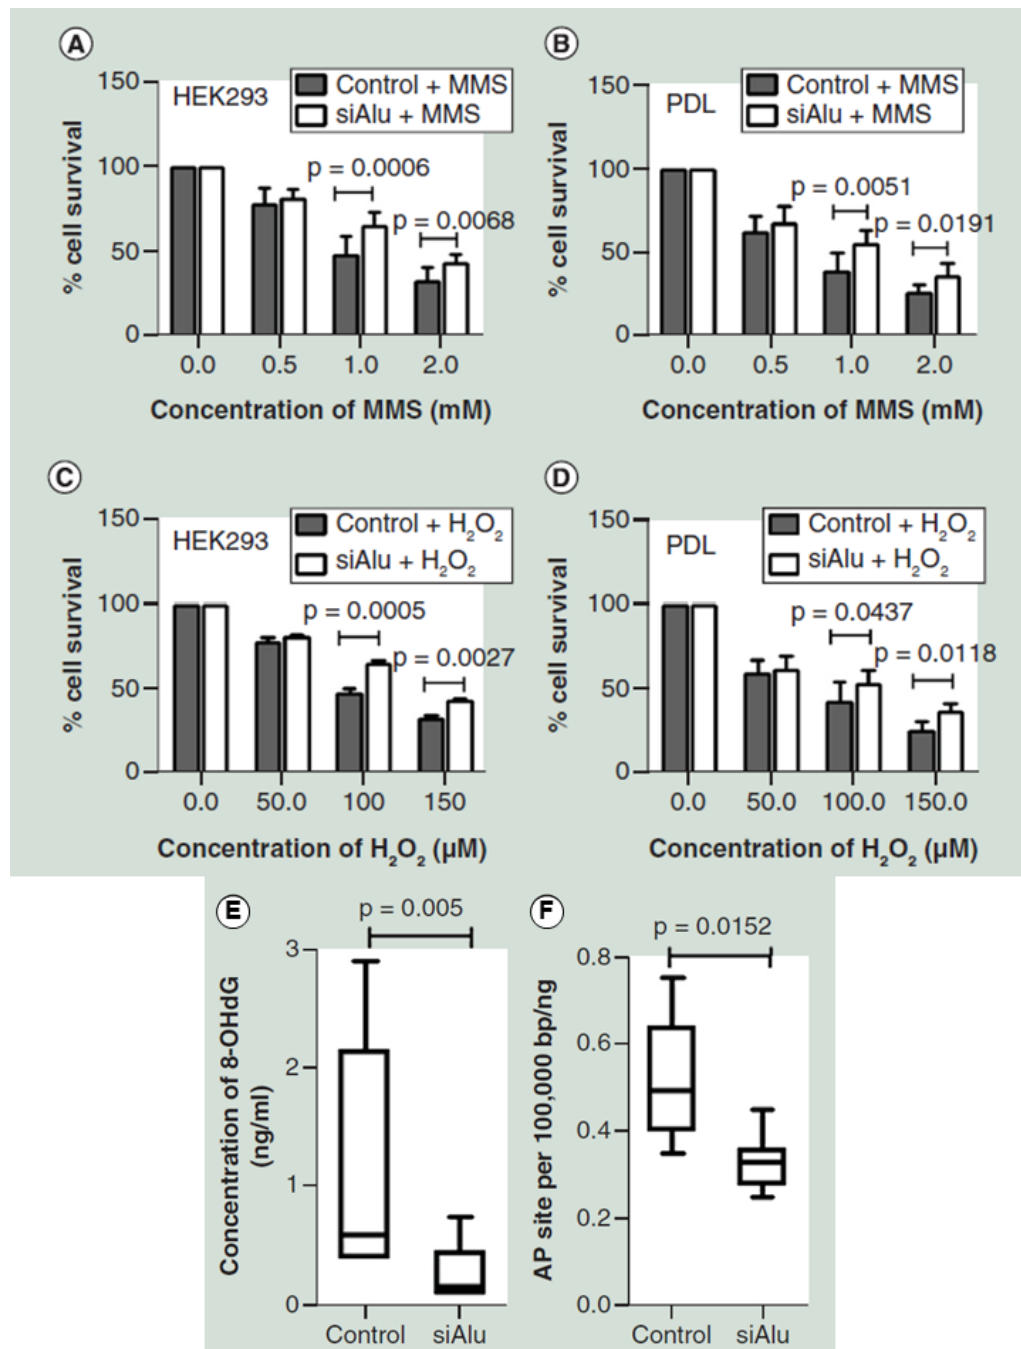 A
HEK293
Control + MMS
siAlu + MMS
% cell survival
150
100
50
0
p = 0.0006
p = 0.0068
0.0 0.5 1.0 2.0
Concentration of MMS (mM)
B
PDL
Control + MMS
siAlu + MMS
% cell survival
150
100
50
0
p = 0.0051
p = 0.0191
0.0 0.5 1.0 2.0
Concentration of MMS (mM)
C
HEK293
Control + H₂O₂
siAlu + H₂O₂
% cell survival
150
100
50
0
p = 0.0005
p = 0.0027
0.0 50.0 100 150
Concentration of H₂O₂ (µM)
D
PDL
Control + H₂O₂
siAlu + H₂O₂
% cell survival
150
100
50
0
p = 0.0437
p = 0.0118
0.0 50.0 100.0 150.0
Concentration of H₂O₂ (µM)
E
p = 0.005
Concentration of 8-OHdG
(ng/ml)
3
2
1
0
Control siAlu
F
p = 0.0152
AP site per 100,000 bp/ng
0.8
0.6
0.4
0.2
0.0
Control siAlu